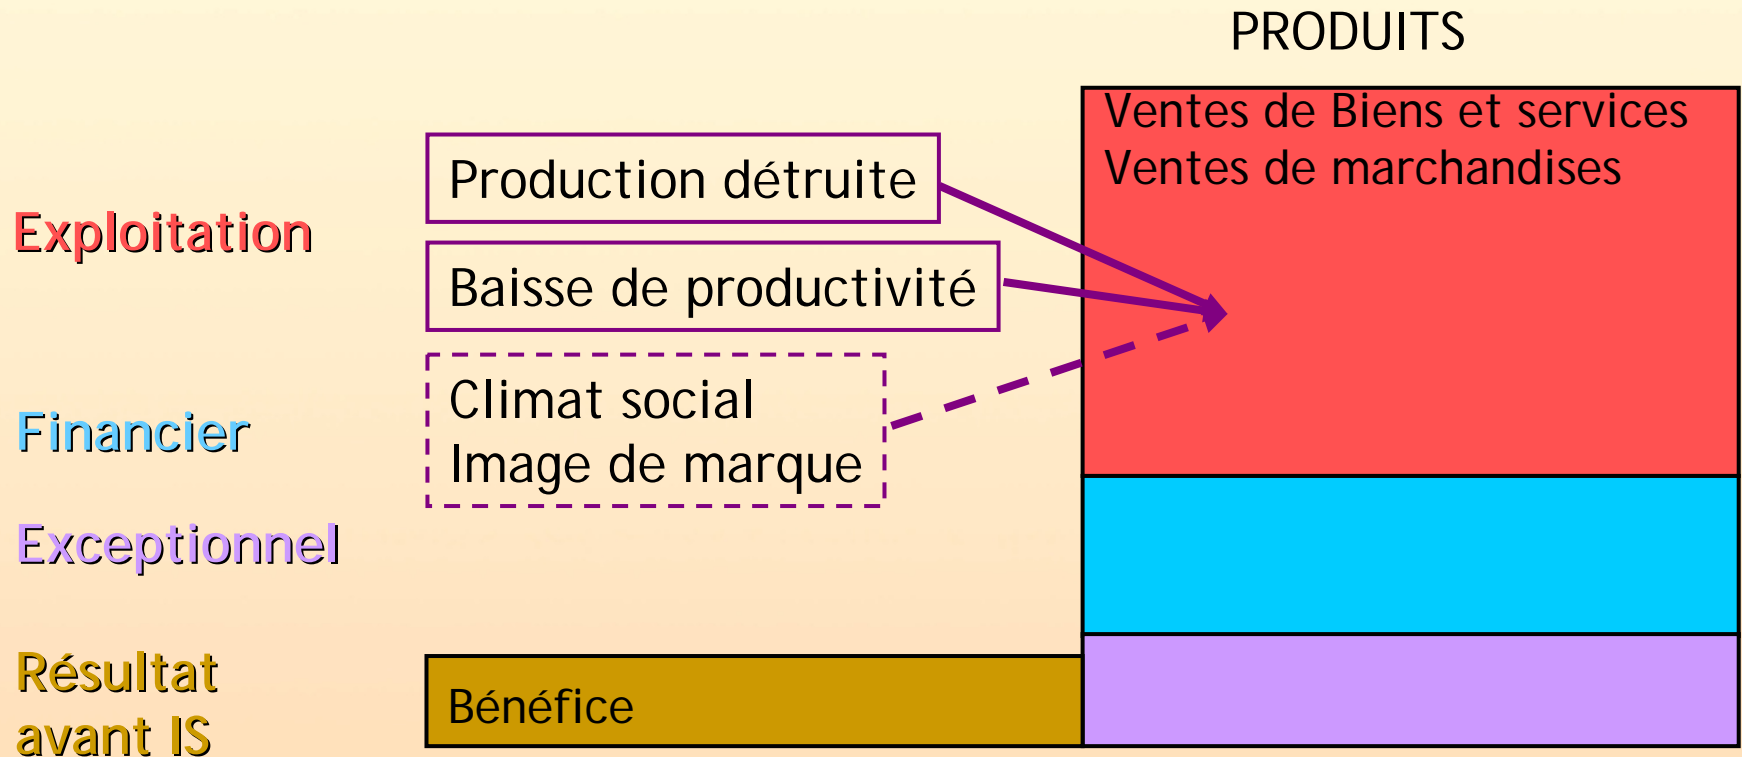 PRODUITS
Ventes de Biens et services
Ventes de marchandises
Production détruite
Exploitation
Baisse de productivité
Climat social
Image de marque
Financier
Exceptionnel
Résultat
avant IS
Bénéfice